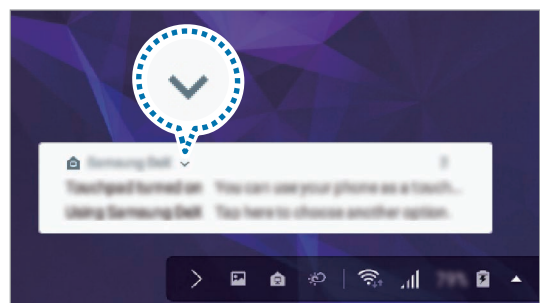 Samsung DeX 2
Touchpad turned on You can use your phone as a touch...
Using Samsung DeX Tap here to choose another option.
79%